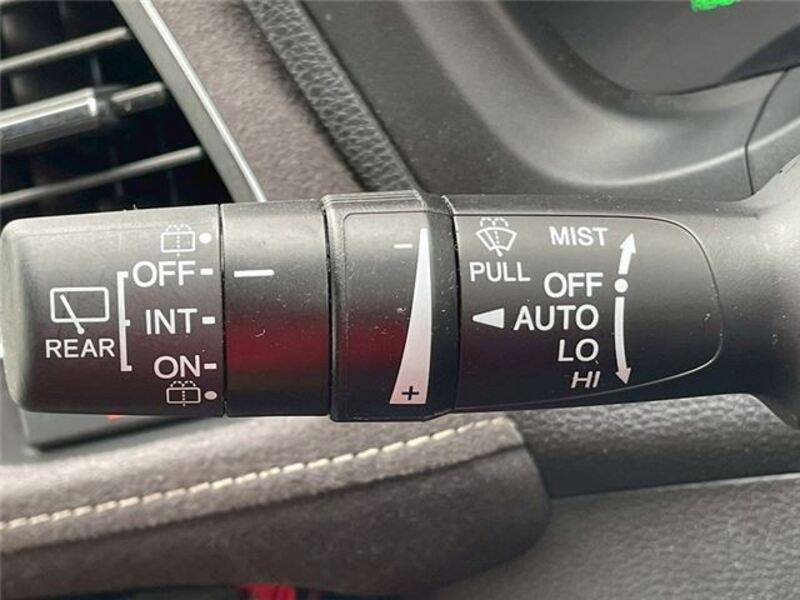 OFF
INT
ON
REAR
−
+
PULL
MIST
OFF
AUTO
LO
HI